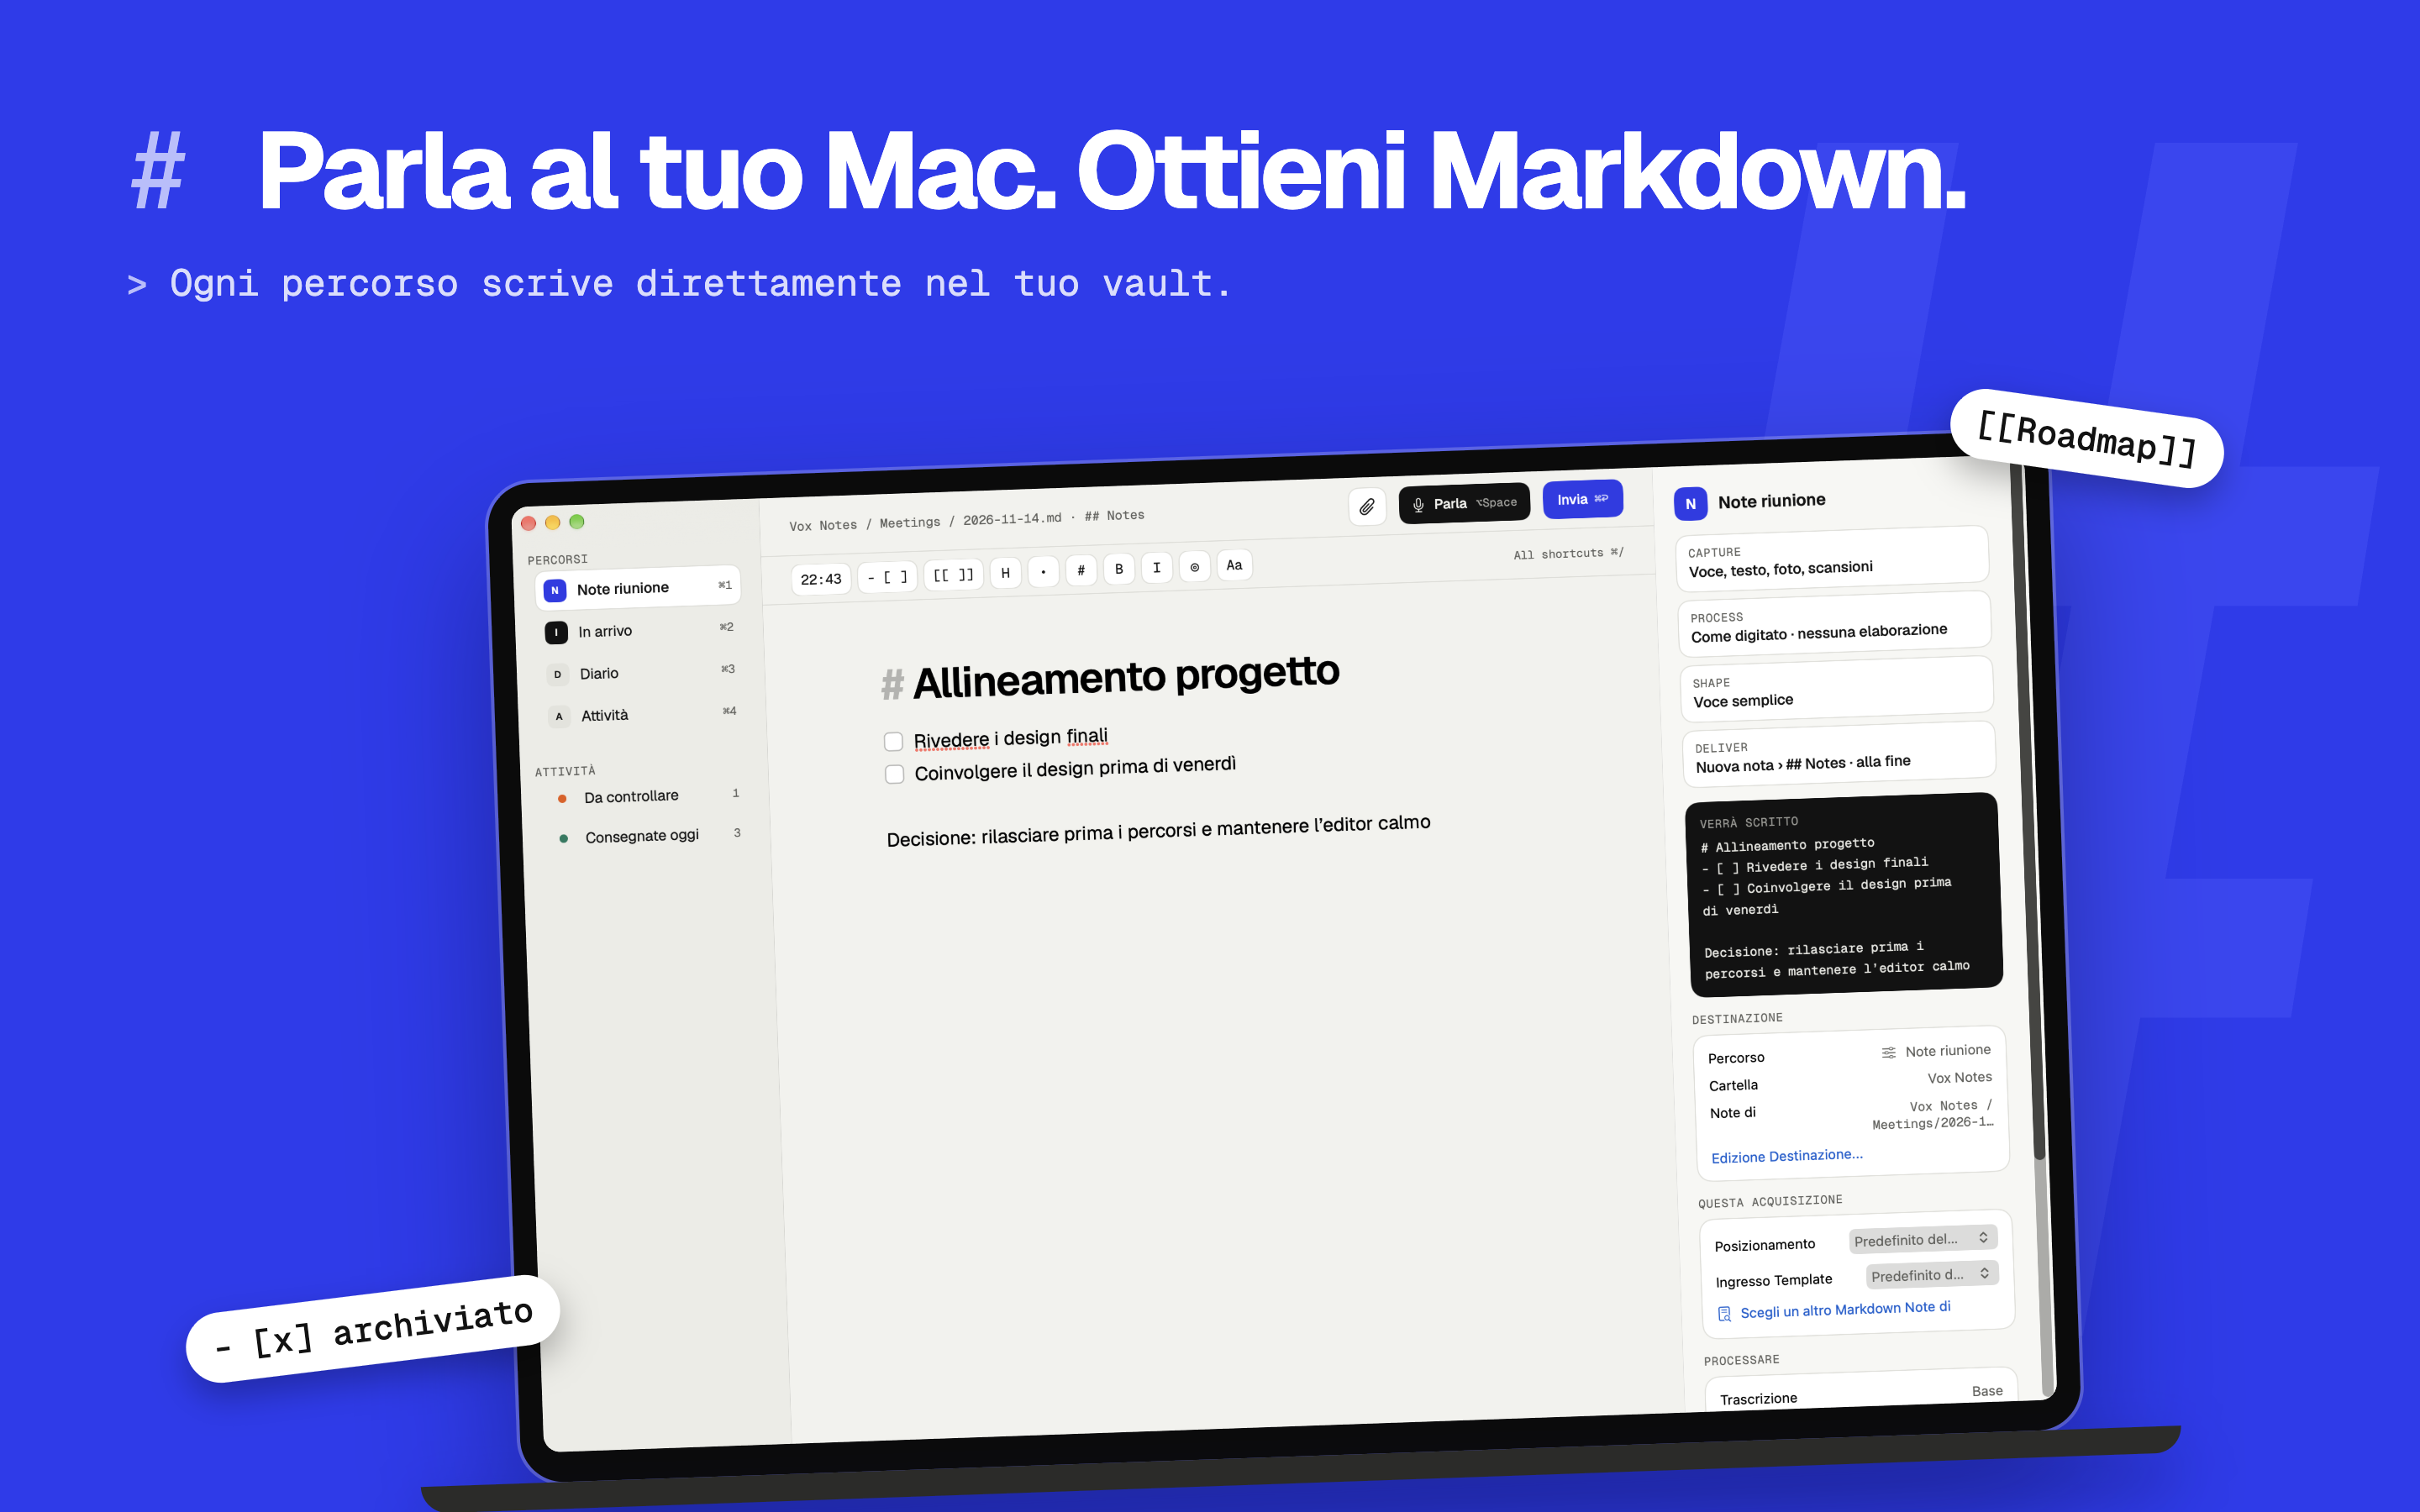 # Parla al tuo Mac. Ottieni Markdown.
> Ogni percorso scrive direttamente nel tuo vault.
[[Roadmap]]
PERCORSI
N Note riunione ⌘1
I In arrivo ⌘2
D Diario ⌘3
A Attività ⌘4
ATTIVITÀ
Da controllare 1
Consegnate oggi 3
Vox Notes / Meetings / 2026-11-14.md · ## Notes
Parla ⌥Space
Invia ⌘↩
22:43 - [ ] [[ ]] H • # B I ◎ Aa
All shortcuts ⌘/
# Allineamento progetto
Rivedere i design finali
Coinvolgere il design prima di venerdì
Decisione: rilasciare prima i percorsi e mantenere l’editor calmo
N Note riunione
CAPTURE
Voce, testo, foto, scansioni
PROCESS
Come digitato · nessuna elaborazione
SHAPE
Voce semplice
DELIVER
Nuova nota › ## Notes · alla fine
VERRÀ SCRITTO
# Allineamento progetto
- [ ] Rivedere i design finali
- [ ] Coinvolgere il design prima
di venerdì
Decisione: rilasciare prima i
percorsi e mantenere l’editor calmo
DESTINAZIONE
Percorso Note riunione
Cartella Vox Notes
Note di Vox Notes /
Meetings/2026-1…
Edizione Destinazione...
QUESTA ACQUISIZIONE
Posizionamento Predefinito del...
Ingresso Template Predefinito d...
Scegli un altro Markdown Note di
PROCESSARE
Trascrizione Base
- [x] archiviato